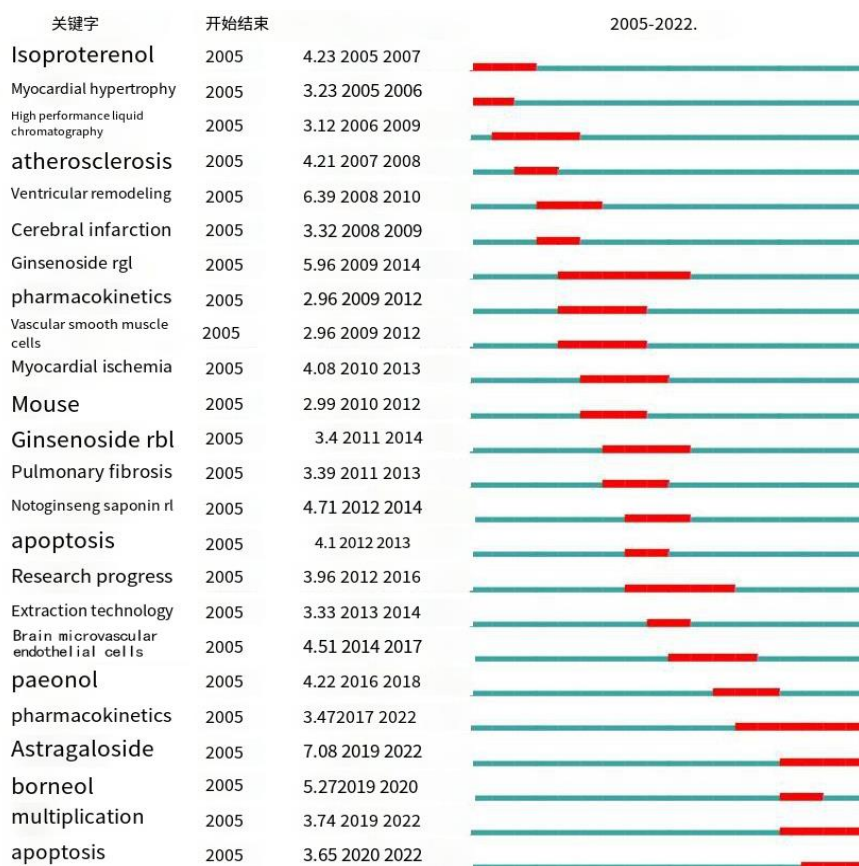 关键字 开始结束 2005-2022.
Isoproterenol 2005 4.23 2005 2007
Myocardial hypertrophy 2005 3.23 2005 2006
High performance liquid
chromatography 2005 3.12 2006 2009
atherosclerosis 2005 4.21 2007 2008
Ventricular remodeling 2005 6.39 2008 2010
Cerebral infarction 2005 3.32 2008 2009
Ginsenoside rgl 2005 5.96 2009 2014
pharmacokinetics 2005 2.96 2009 2012
Vascular smooth muscle
cells 2005 2.96 2009 2012
Myocardial ischemia 2005 4.08 2010 2013
Mouse 2005 2.99 2010 2012
Ginsenoside rbl 2005 3.4 2011 2014
Pulmonary fibrosis 2005 3.39 2011 2013
Notoginseng saponin rl 2005 4.71 2012 2014
apoptosis 2005 4.1 2012 2013
Research progress 2005 3.96 2012 2016
Extraction technology 2005 3.33 2013 2014
Brain microvascular
endothelial cells 2005 4.51 2014 2017
paeonol 2005 4.22 2016 2018
pharmacokinetics 2005 3.472017 2022
Astragaloside 2005 7.08 2019 2022
borneol 2005 5.272019 2020
multiplication 2005 3.74 2019 2022
apoptosis 2005 3.65 2020 2022